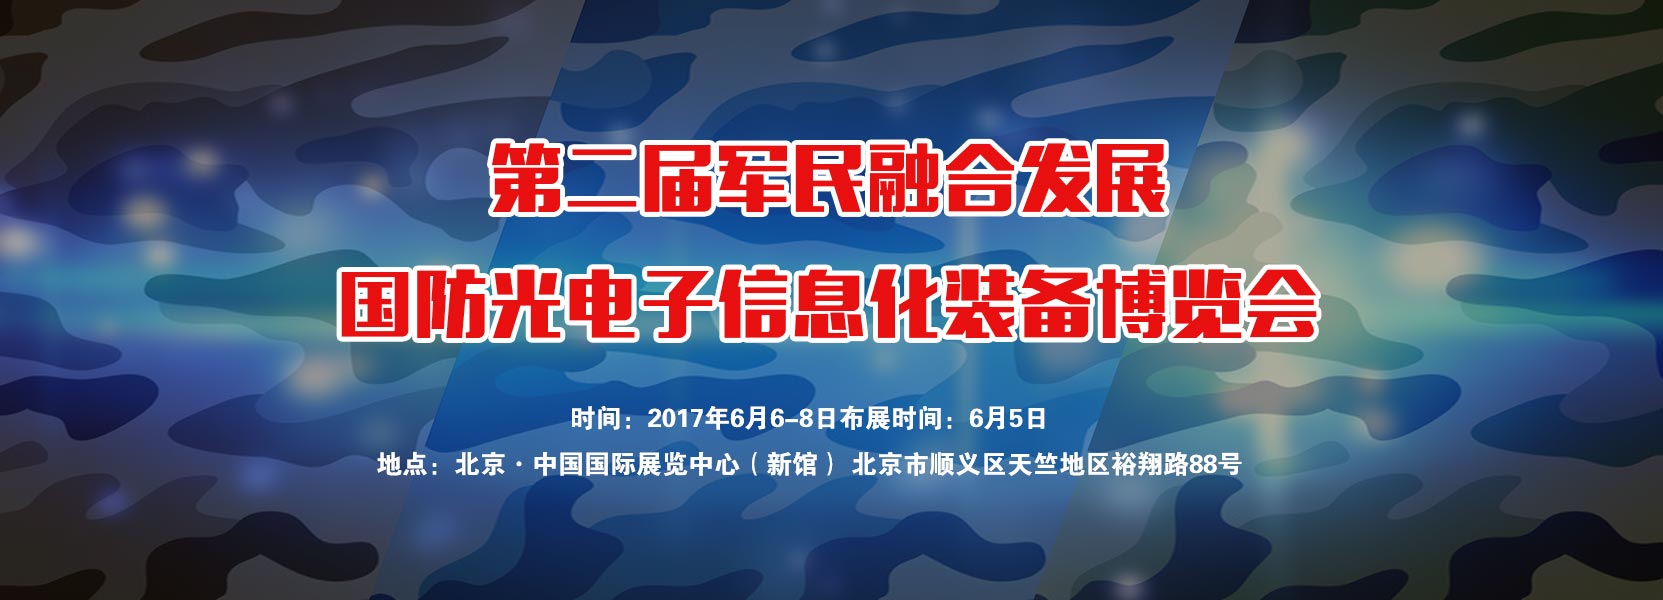 第二届军民融合发展
国防光电子信息化装备博览会
时间：2017年6月6-8日布展时间：6月5日
地点：北京·中国国际展览中心（新馆） 北京市顺义区天竺地区裕翔路88号